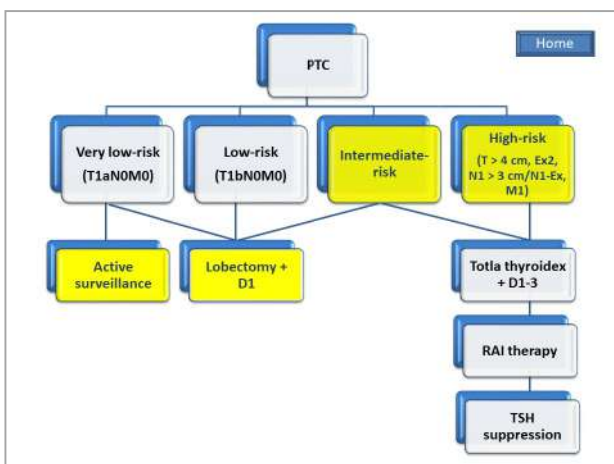 Home
PTC
Very low-risk
(T1aN0M0)
Low-risk
(T1bN0M0)
Intermediate-
risk
High-risk
(T > 4 cm, Ex2,
N1 > 3 cm/N1-Ex,
M1)
Active
surveillance
Lobectomy +
D1
Totla thyroidex
+ D1-3
RAI therapy
TSH
suppression